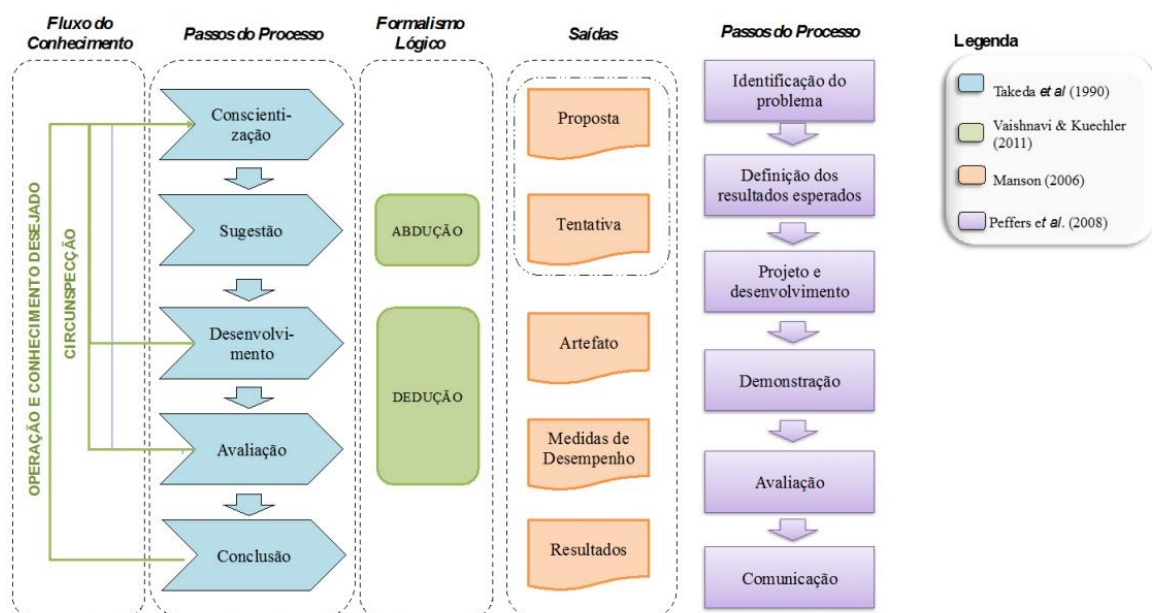 Fluxo do
Conhecimento
Passos do Processo
Formalismo
Lógico
Saídas
Passos do Processo
Legenda
OPERAÇÃO E CONHECIMENTO DESEJADO
CIRCUNSPECÇÃO
Conscienti-
zação
Sugestão
Desenvolvi-
mento
Avaliação
Conclusão
ABDUÇÃO
DEDUÇÃO
Proposta
Tentativa
Artefato
Medidas de
Desempenho
Resultados
Identificação do
problema
Definição dos
resultados esperados
Projeto e
desenvolvimento
Demonstração
Avaliação
Comunicação
Takeda et al (1990)
Vaishnavi & Kuechler
(2011)
Manson (2006)
Peffers et al. (2008)